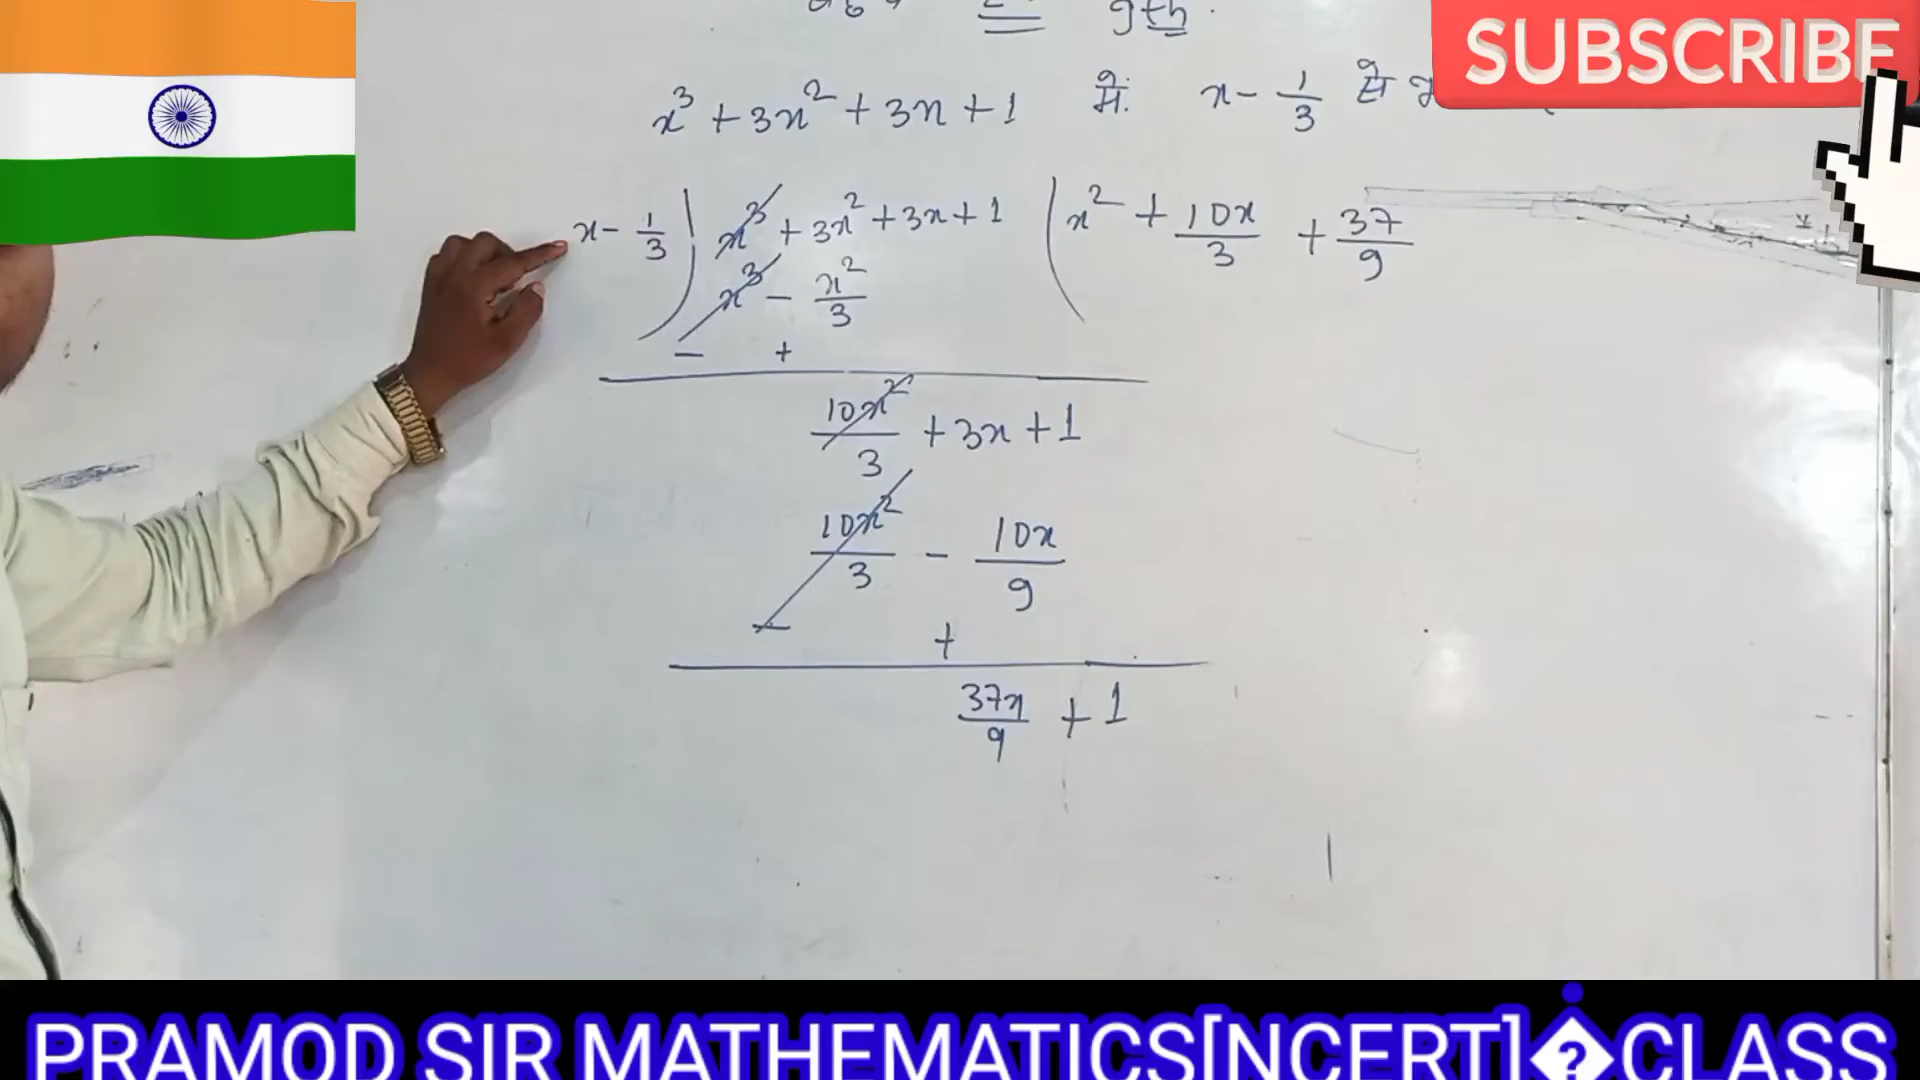 9th.
SUBSCRIBE
x³ + 3x² + 3x + 1 में x - 1/3 से
x - 1/3 ) x³ + 3x² + 3x + 1 ( x² + 10x/3 + 37/9
x³ - x²/3
- +
10x²/3 + 3x + 1
10x²/3 - 10x/9
- +
37x/9 + 1
PRAMOD SIR MATHEMATICS[NCERT]�CLASS